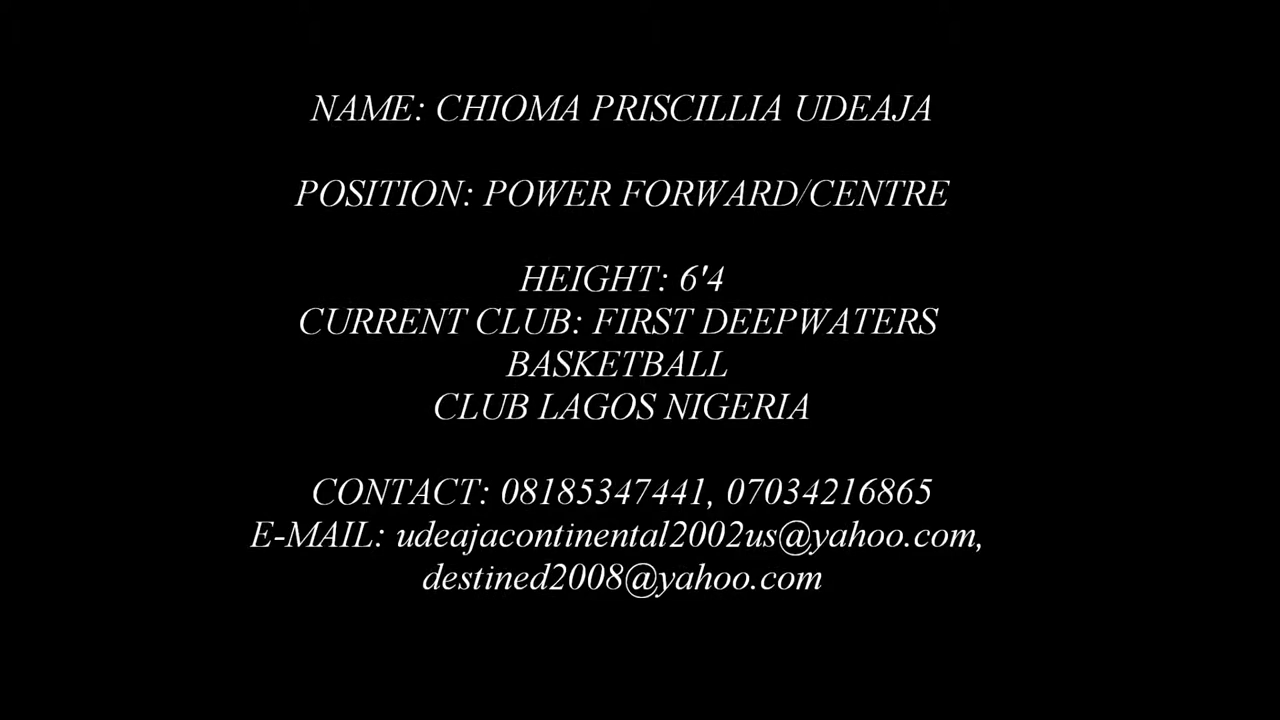 NAME: CHIOMA PRISCILLIA UDEAJA
POSITION: POWER FORWARD/CENTRE
HEIGHT: 6'4
CURRENT CLUB: FIRST DEEPWATERS
BASKETBALL
CLUB LAGOS NIGERIA
CONTACT: 08185347441, 07034216865
E-MAIL: udeajacontinental2002us@yahoo.com,
destined2008@yahoo.com